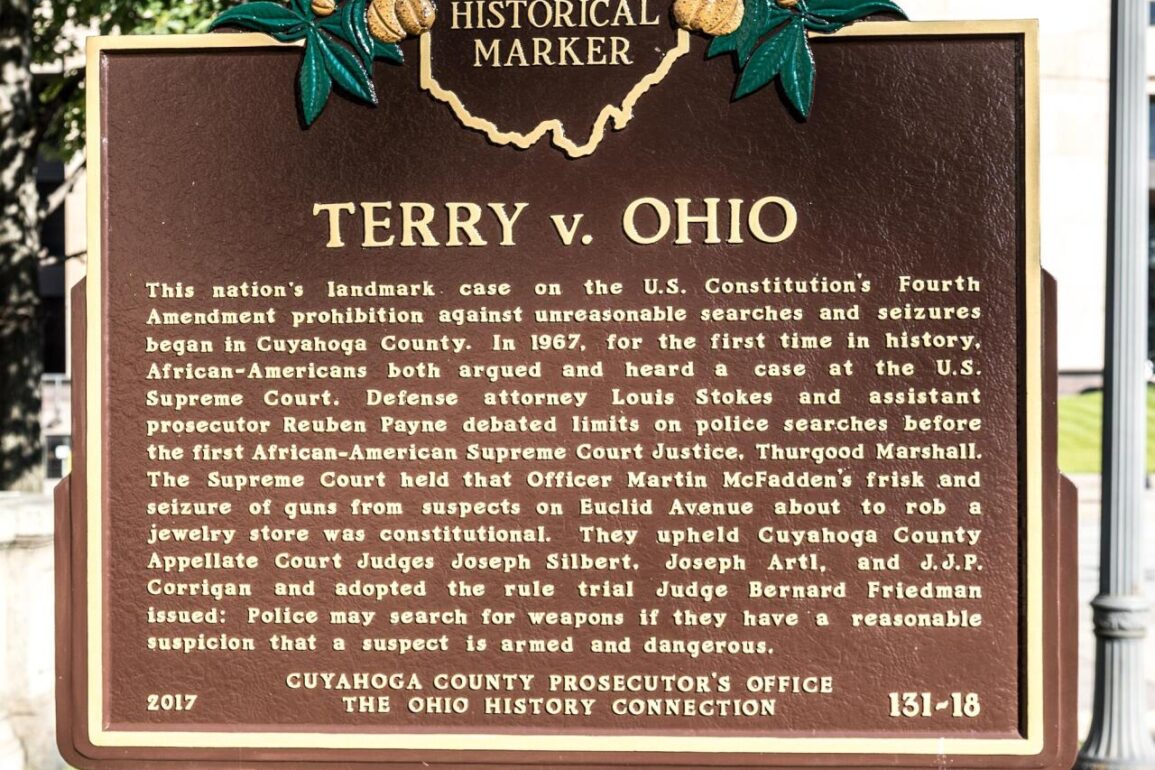 HISTORICAL
MARKER
TERRY v. OHIO
This nation's landmark case on the U.S. Constitution's Fourth
Amendment prohibition against unreasonable searches and seizures
began in Cuyahoga County. In 1967, for the first time in history,
African-Americans both argued and heard a case at the U.S.
Supreme Court. Defense attorney Louis Stokes and assistant
prosecutor Reuben Payne debated limits on police searches before
the first African-American Supreme Court Justice, Thurgood Marshall.
The Supreme Court held that Officer Martin McFadden's frisk and
seizure of guns from suspects on Euclid Avenue about to rob a
jewelry store was constitutional. They upheld Cuyahoga County
Appellate Court Judges Joseph Silbert, Joseph Artl, and J.J.P.
Corrigan and adopted the rule trial Judge Bernard Friedman
issued: Police may search for weapons if they have a reasonable
suspicion that a suspect is armed and dangerous.
CUYAHOGA COUNTY PROSECUTOR'S OFFICE
2017 THE OHIO HISTORY CONNECTION 131-18